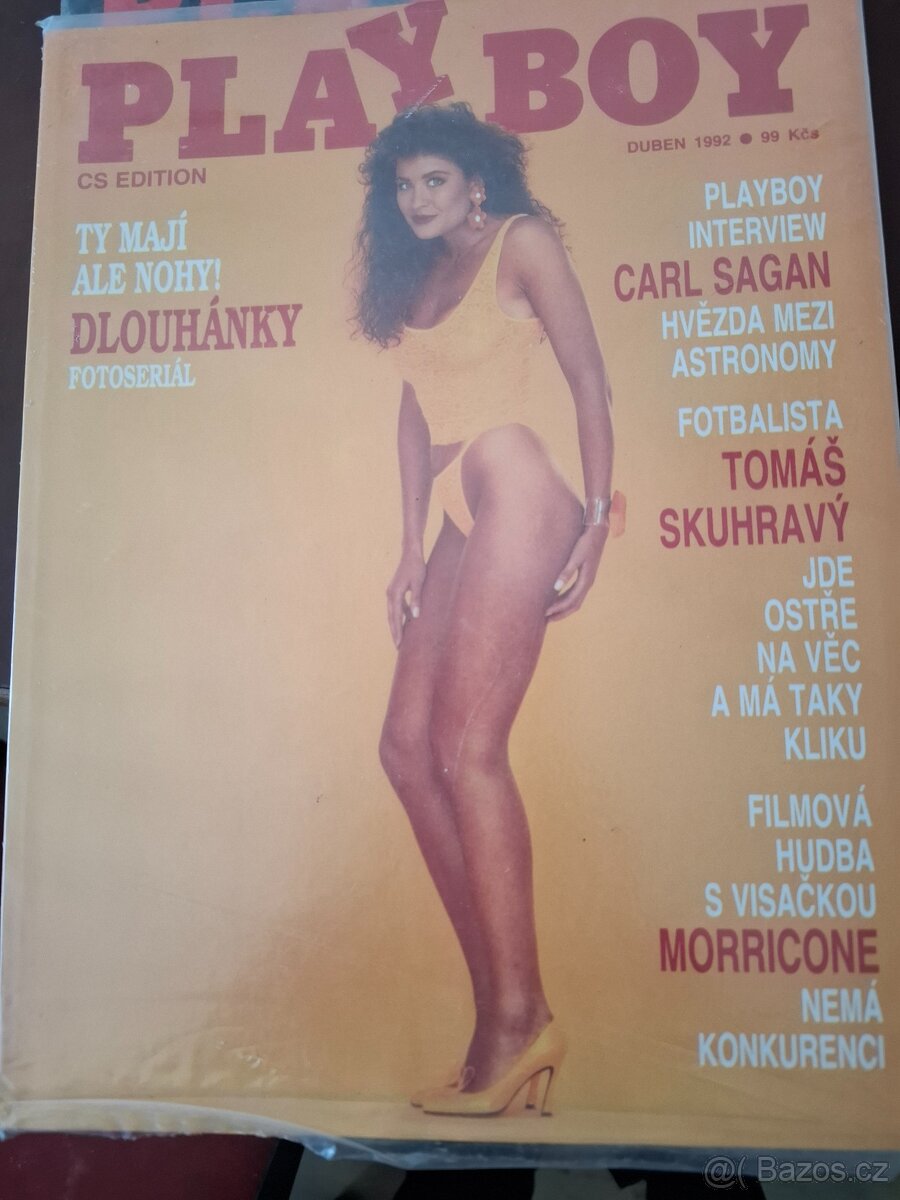 PLAYBOY
DUBEN 1992 ● 99 Kčs
CS EDITION
TY MAJÍ
ALE NOHY!
DLOUHÁNKY
FOTOSERIÁL
PLAYBOY
INTERVIEW
CARL SAGAN
HVĚZDA MEZI
ASTRONOMY
FOTBALISTA
TOMÁŠ
SKUHRAVÝ
JDE
OSTŘE
NA VĚC
A MÁ TAKY
KLIKU
FILMOVÁ
HUDBA
S VISAČKOU
MORRICONE
NEMÁ
KONKURENCI
@( Bazos.cz